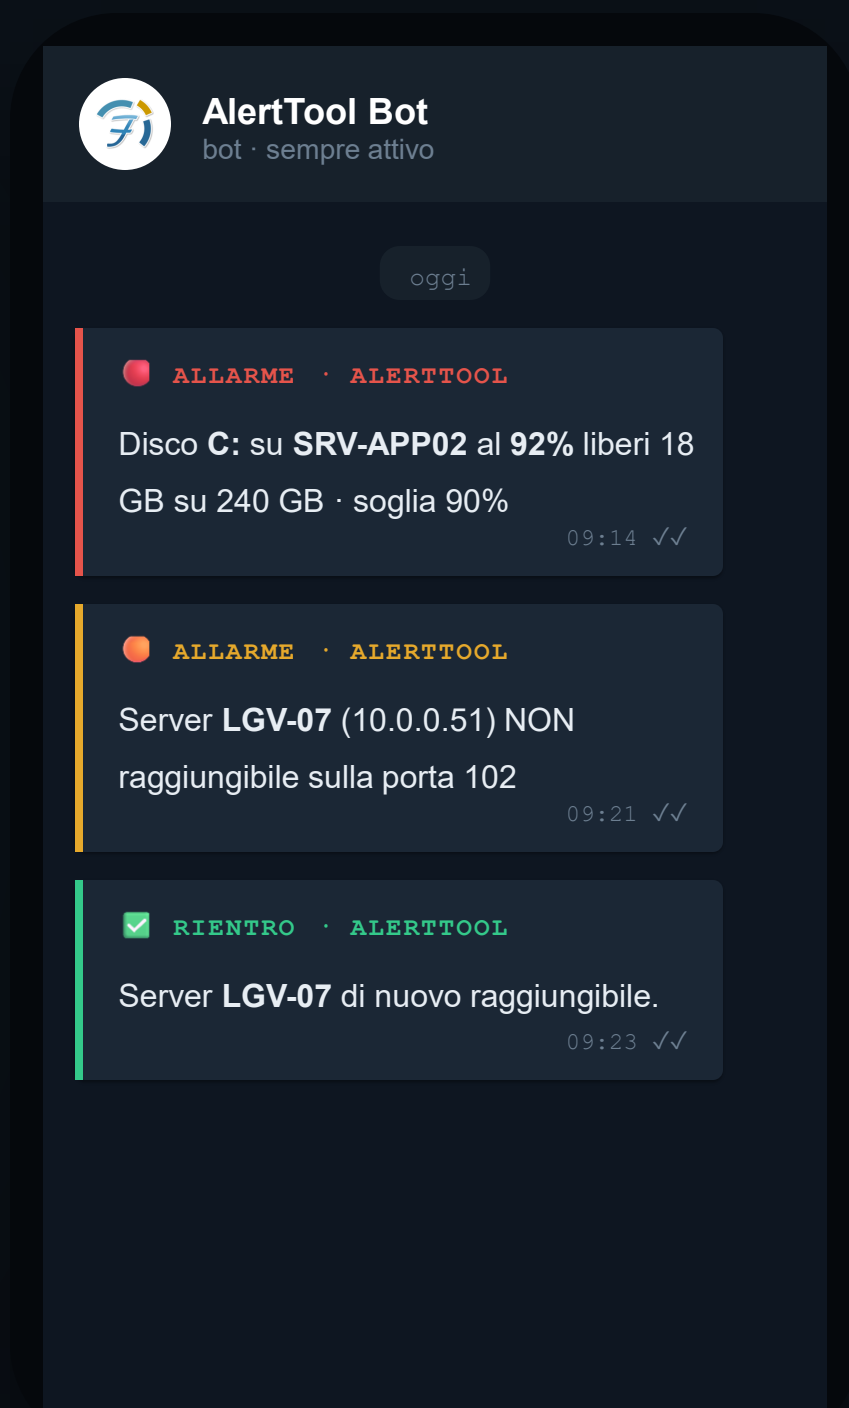 AlertTool Bot
bot · sempre attivo
oggi
🔴 ALLARME · ALERTTOOL
Disco C: su SRV-APP02 al 92% liberi 18
GB su 240 GB · soglia 90%
09:14 ✓✓
🟠 ALLARME · ALERTTOOL
Server LGV-07 (10.0.0.51) NON
raggiungibile sulla porta 102
09:21 ✓✓
✅ RIENTRO · ALERTTOOL
Server LGV-07 di nuovo raggiungibile.
09:23 ✓✓